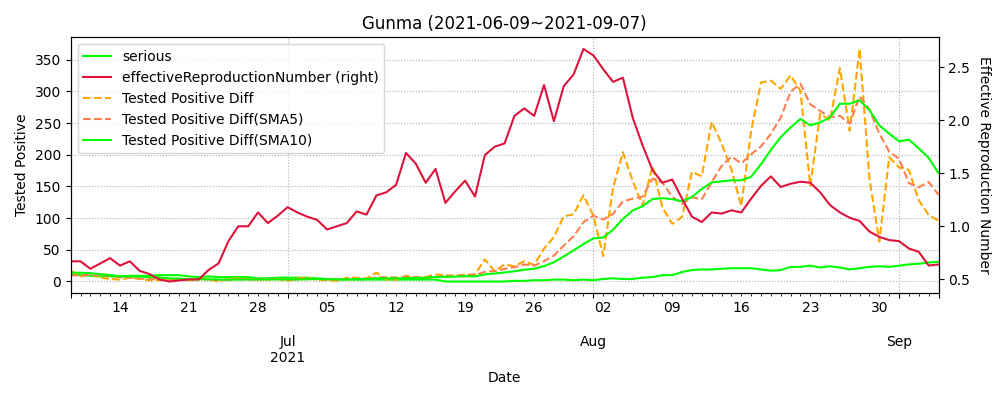 Gunma (2021-06-09~2021-09-07)
serious
effectiveReproductionNumber (right)
Tested Positive Diff
Tested Positive Diff(SMA5)
Tested Positive Diff(SMA10)
Tested Positive
350
300
250
200
150
100
50
0
Effective Reproduction Number
2.5
2.0
1.5
1.0
0.5
14 21 28 05 12 19 26 02 09 16 23 30
Jul Aug Sep
2021
Date